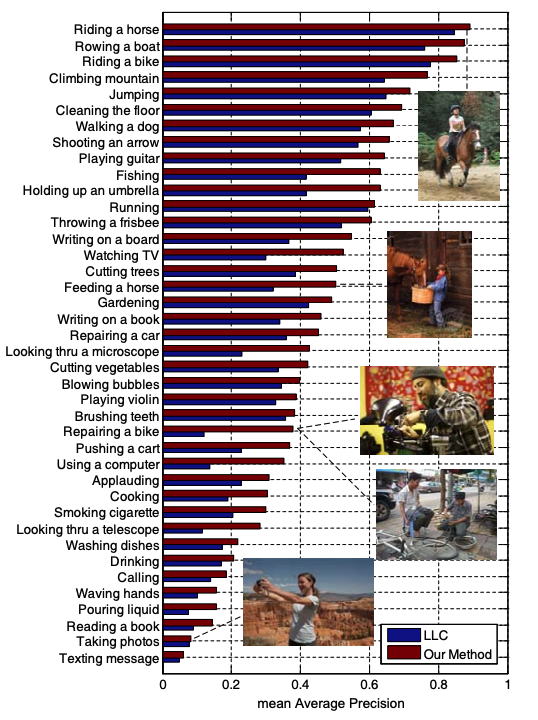 Riding a horse
Rowing a boat
Riding a bike
Climbing mountain
Jumping
Cleaning the floor
Walking a dog
Shooting an arrow
Playing guitar
Fishing
Holding up an umbrella
Running
Throwing a frisbee
Writing on a board
Watching TV
Cutting trees
Feeding a horse
Gardening
Writing on a book
Repairing a car
Looking thru a microscope
Cutting vegetables
Blowing bubbles
Playing violin
Brushing teeth
Repairing a bike
Pushing a cart
Using a computer
Applauding
Cooking
Smoking cigarette
Looking thru a telescope
Washing dishes
Drinking
Calling
Waving hands
Pouring liquid
Reading a book
Taking photos
Texting message
LLC
Our Method
0 0.2 0.4 0.6 0.8 1
mean Average Precision